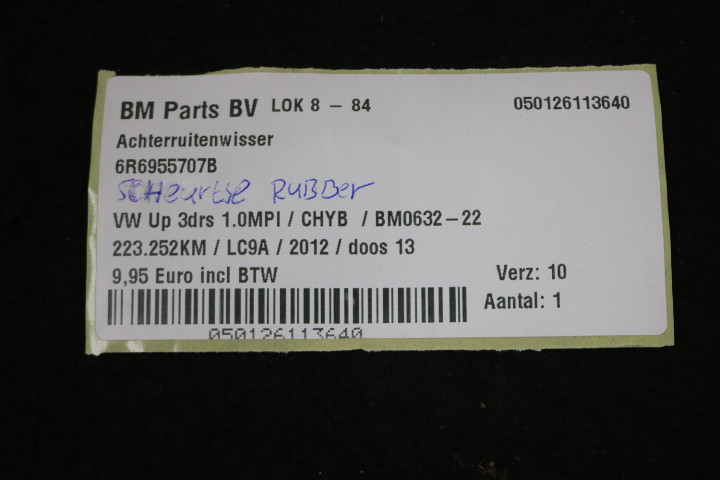 BM Parts BV LOK 8 - 84 050126113640
Achterruitenwisser
6R6955707B
SCHeurtse RUBBer
VW Up 3drs 1.0MPI / CHYB / BM0632-22
223.252KM / LC9A / 2012 / doos 13
9,95 Euro incl BTW Verz: 10
Aantal: 1
050126113640